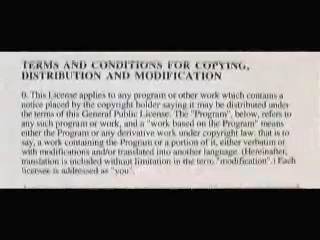 TERMS AND CONDITIONS FOR COPYING,
DISTRIBUTION AND MODIFICATION
0. This License applies to any program or other work which contains a
notice placed by the copyright holder saying it may be distributed under
the terms of this General Public License. The "Program", below, refers to
any such program or work, and a "work based on the Program" means
either the Program or any derivative work under copyright law: that is to
say, a work containing the Program or a portion of it, either verbatim or
with modifications and/or translated into another language. (Hereinafter,
translation is included without limitation in the term "modification".) Each
licensee is addressed as "you".